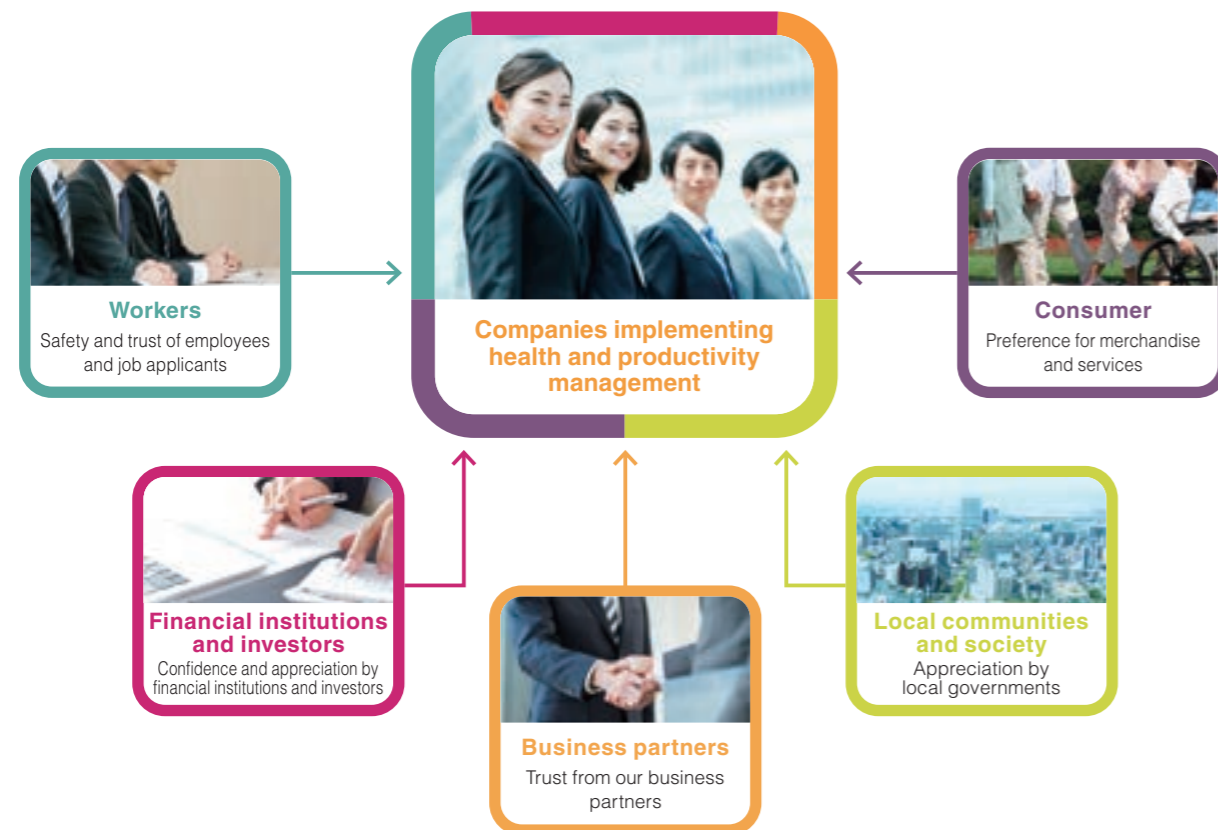 Companies implementing
health and productivity
management
Workers
Safety and trust of employees
and job applicants
Consumer
Preference for merchandise
and services
Financial institutions
and investors
Confidence and appreciation by
financial institutions and investors
Business partners
Trust from our business
partners
Local communities
and society
Appreciation by
local governments